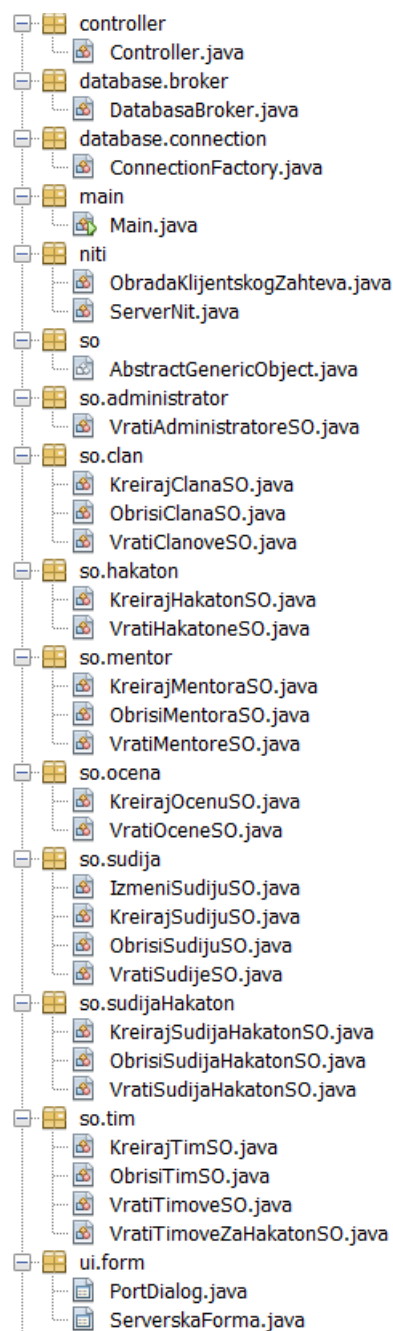 controller
Controller.java
database.broker
DatabasaBroker.java
database.connection
ConnectionFactory.java
main
Main.java
niti
ObradaKlijentskogZahteva.java
ServerNit.java
so
AbstractGenericObject.java
so.administrator
VratiAdministratoreSO.java
so.clan
KreirajClanaSO.java
ObrisiClanaSO.java
VratiClanoveSO.java
so.hakaton
KreirajHakatonSO.java
VratiHakatoneSO.java
so.mentor
KreirajMentoraSO.java
ObrisiMentoraSO.java
VratiMentoreSO.java
so.ocena
KreirajOcenuSO.java
VratiOceneSO.java
so.sudija
IzmeniSudijuSO.java
KreirajSudijuSO.java
ObrisiSudijuSO.java
VratiSudijeSO.java
so.sudijaHakaton
KreirajSudijaHakatonSO.java
ObrisiSudijaHakatonSO.java
VratiSudijaHakatonSO.java
so.tim
KreirajTimSO.java
ObrisiTimSO.java
VratiTimoveSO.java
VratiTimoveZaHakatonSO.java
ui.form
PortDialog.java
ServerskaForma.java